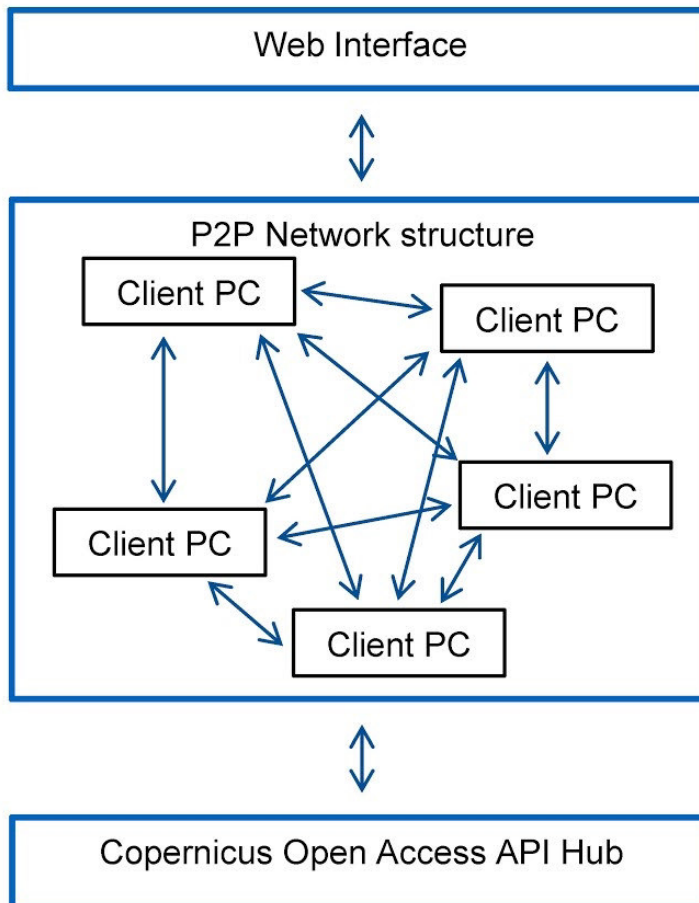 Web Interface
P2P Network structure
Client PC
Client PC
Client PC
Client PC
Client PC
Copernicus Open Access API Hub